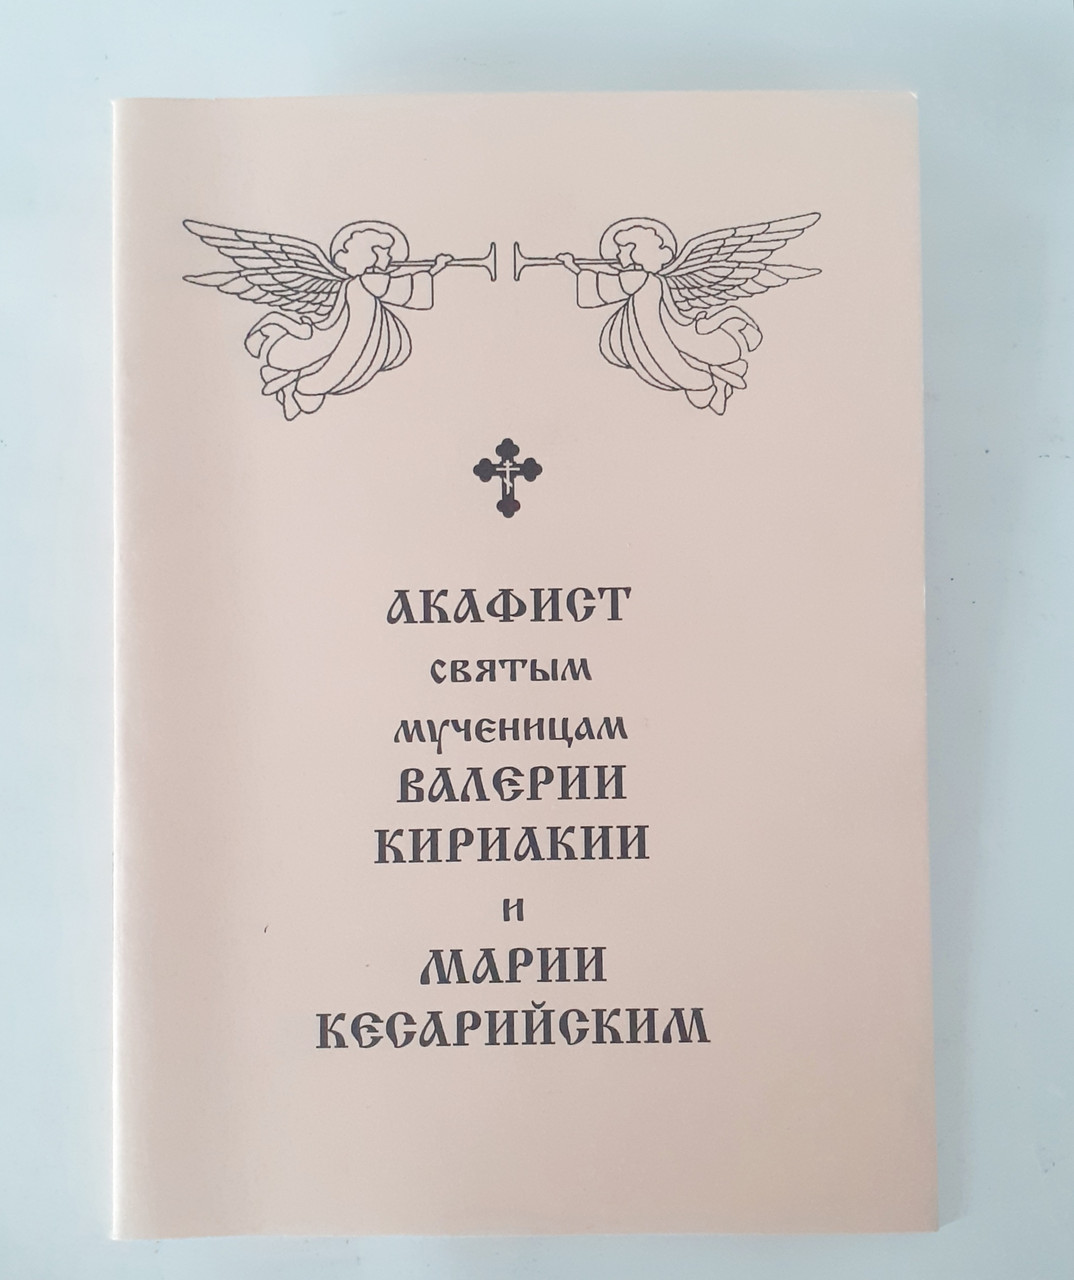 АКАФИСТ
СВЯТЫМ
МУЧЕНИЦАМ
ВАЛЕРИИ
КИРИАКИИ
И
МАРИИ
КЕСАРИЙСКИМ